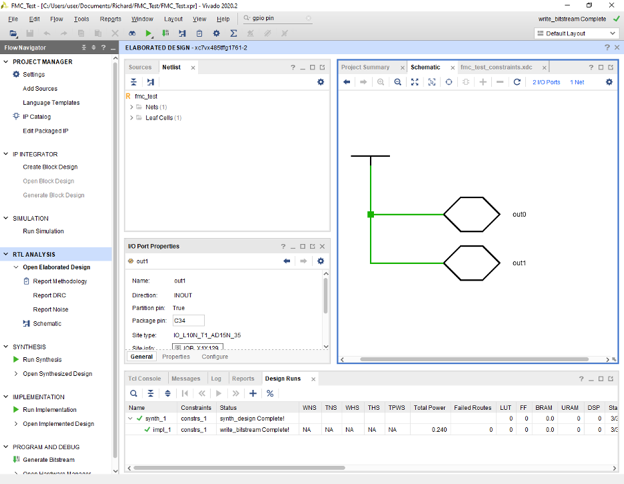 FMC_Test - [C:/Users/user/Documents/Richard/FMC_Test/FMC_Test.xpr] - Vivado 2020.2
File Edit Flow Tools Reports Window Layout View Help gpio pin write_bitstream Complete
Default Layout
Flow Navigator
ELABORATED DESIGN - xc7vx485tffg1761-2
PROJECT MANAGER
Settings
Add Sources
Language Templates
IP Catalog
Edit Packaged IP
IP INTEGRATOR
Create Block Design
Open Block Design
Generate Block Design
SIMULATION
Run Simulation
RTL ANALYSIS
Open Elaborated Design
Report Methodology
Report DRC
Report Noise
Schematic
SYNTHESIS
Run Synthesis
Open Synthesized Design
IMPLEMENTATION
Run Implementation
Open Implemented Design
PROGRAM AND DEBUG
Generate Bitstream
Open Hardware Manager
Sources Netlist
fmc_test
Nets (1)
Leaf Cells (1)
I/O Port Properties
out1
Name: out1
Direction: INOUT
Partition pin: True
Package pin: C34
Site type: IO_L10N_T1_AD15N_35
General Properties Configure
Project Summary Schematic fmc_test_constraints.xdc
2 I/O Ports 1 Net
out0
out1
Tcl Console Messages Log Reports Design Runs
Name Constraints Status WNS TNS WHS THS TPWS Total Power Failed Routes LUT FF BRAM URAM DSP Sta
synth_1 constrs_1 synth_design Complete! 0 0 0.0 0 0 3/
impl_1 constrs_1 write_bitstream Complete! NA NA NA NA NA 0.240 0 0 0 0.0 0 0 3/